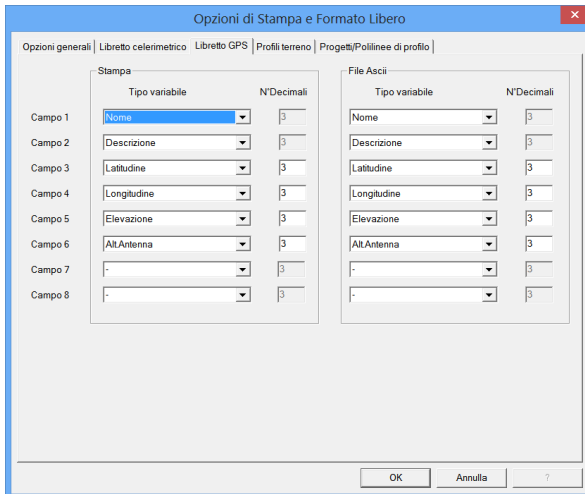 Opzioni di Stampa e Formato Libero
Opzioni generali Libretto celerimetrico Libretto GPS Profili terreno Progetti/Polilinee di profilo
Stampa File Ascii
Tipo variabile N'Decimali Tipo variabile N'Decimali
Campo 1 Nome 3 Nome 3
Campo 2 Descrizione 3 Descrizione 3
Campo 3 Latitudine 3 Latitudine 3
Campo 4 Longitudine 3 Longitudine 3
Campo 5 Elevazione 3 Elevazione 3
Campo 6 Alt.Antenna 3 Alt.Antenna 3
Campo 7 - 3 - 3
Campo 8 - 3 - 3
OK Annulla ?